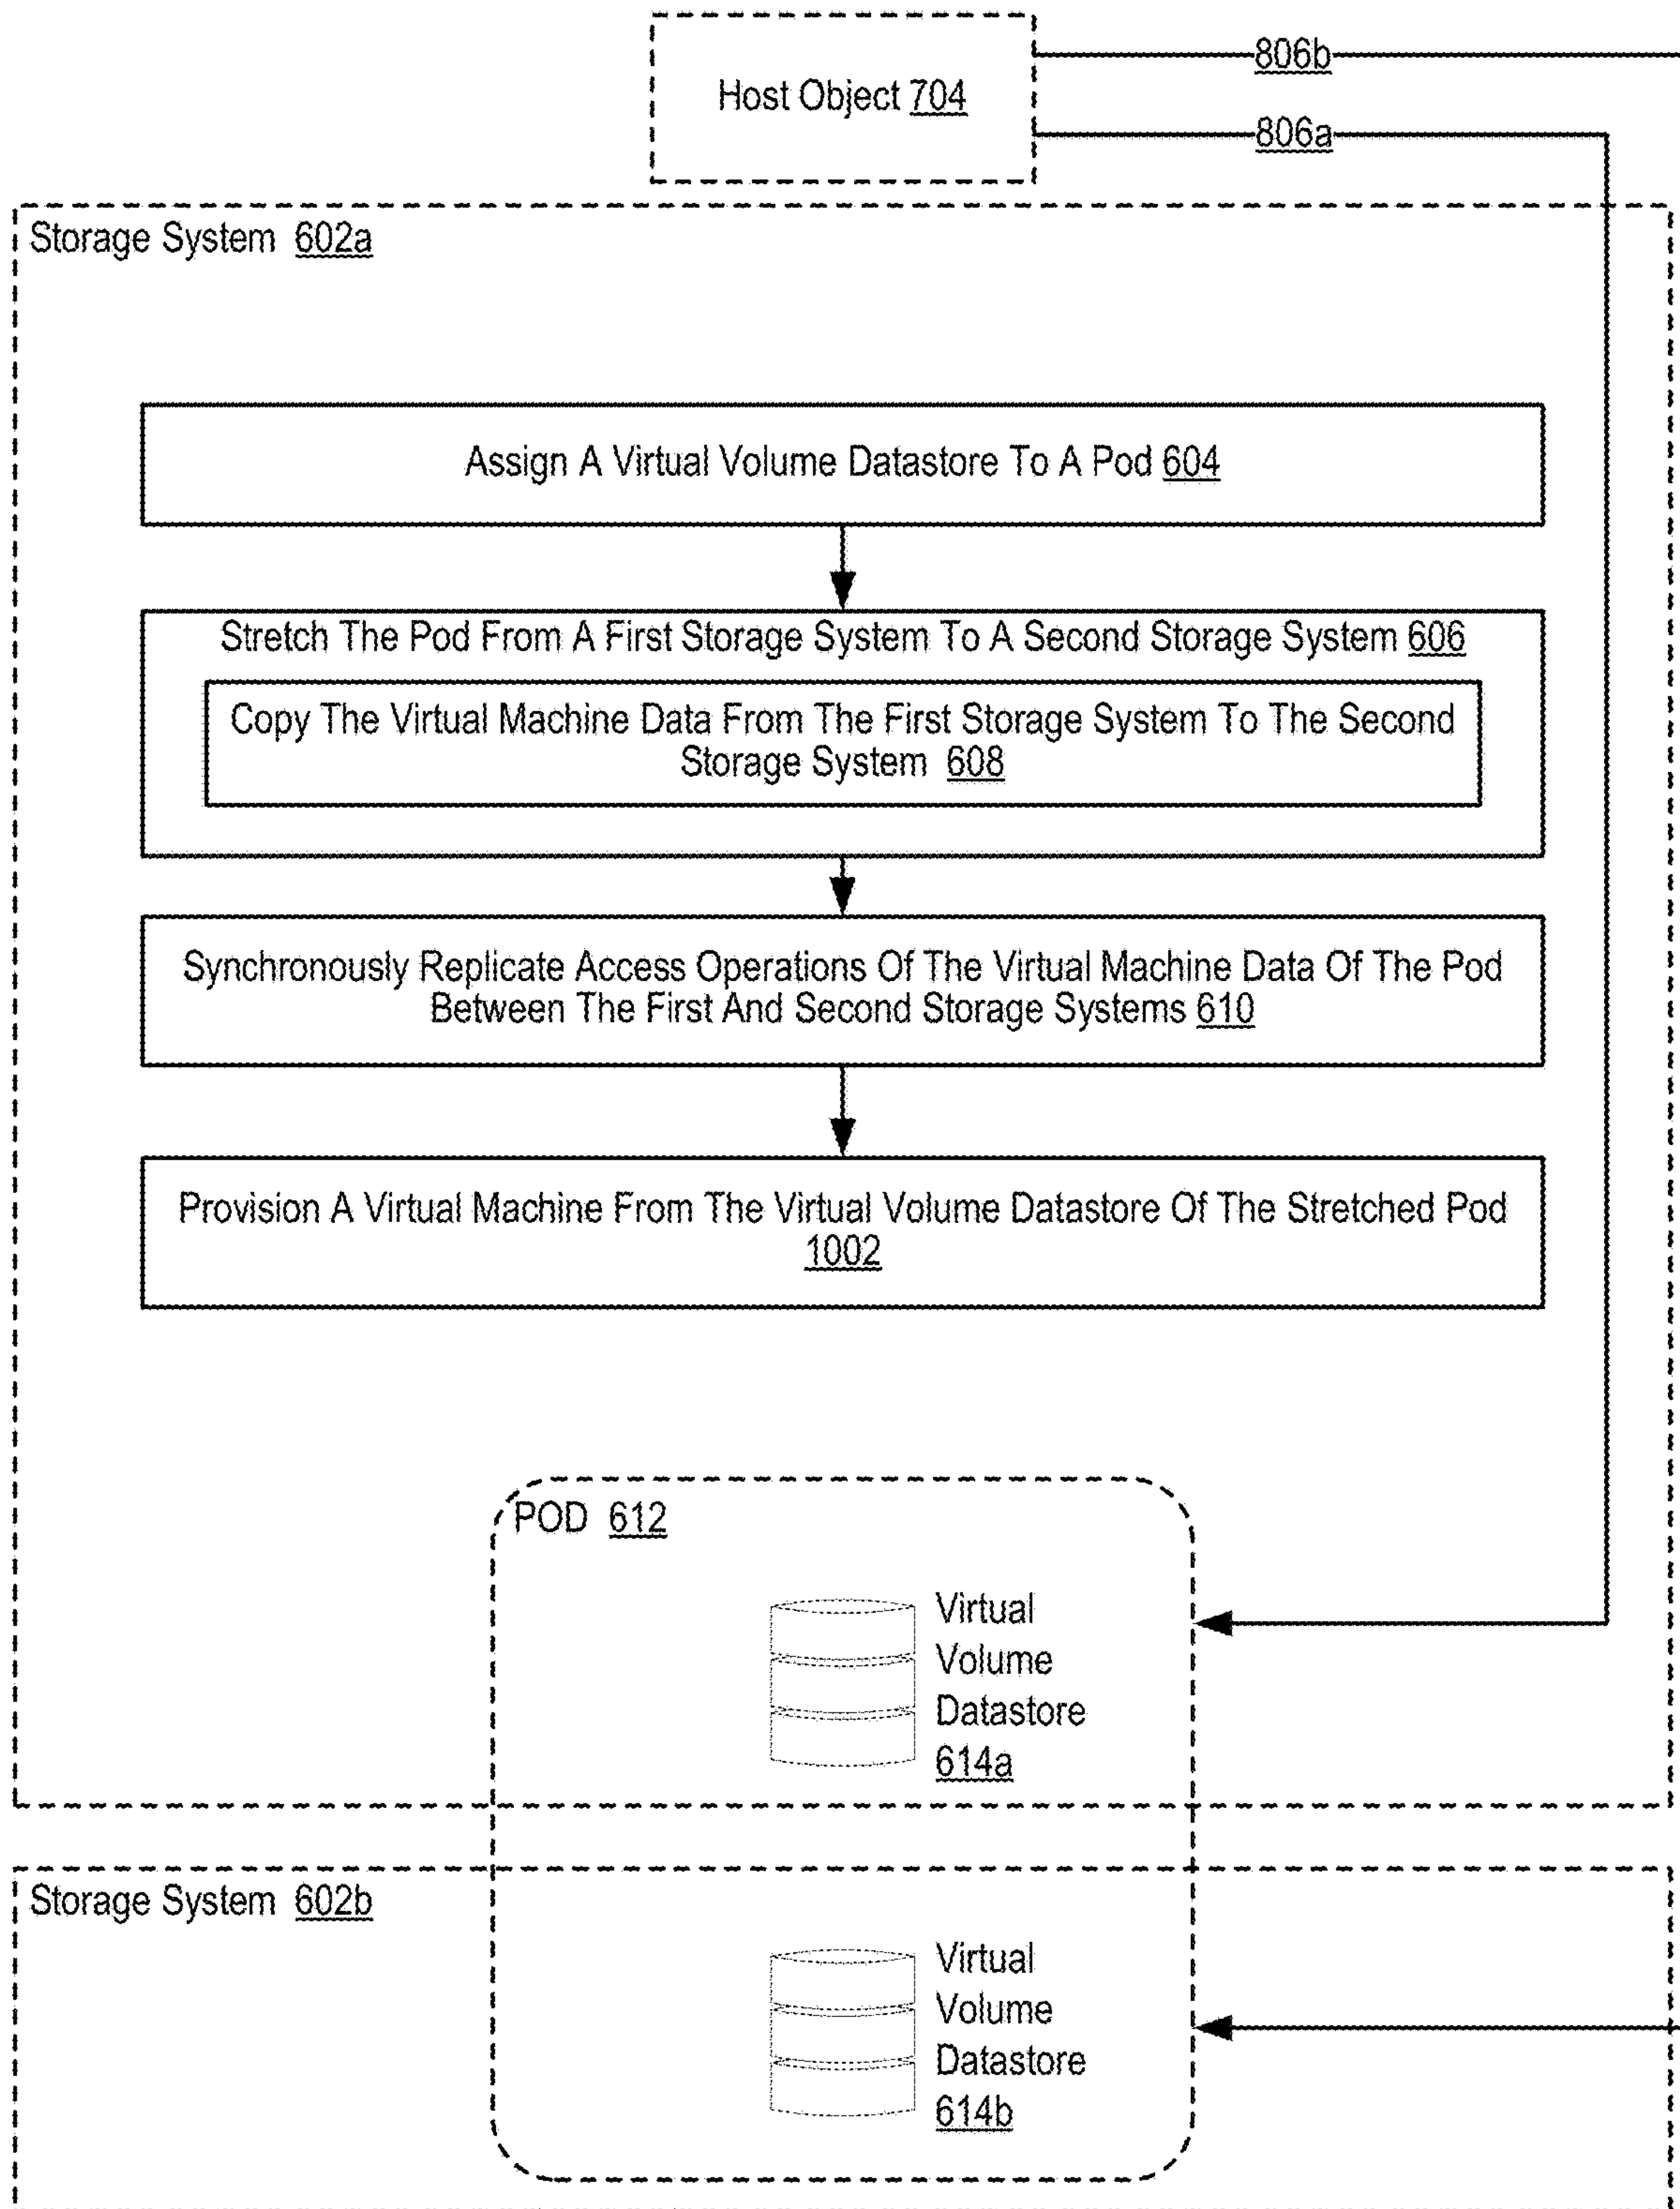 806b
Host Object 704
806a
Storage System 602a
Assign A Virtual Volume Datastore To A Pod 604
Stretch The Pod From A First Storage System To A Second Storage System 606
Copy The Virtual Machine Data From The First Storage System To The Second
Storage System 608
Synchronously Replicate Access Operations Of The Virtual Machine Data Of The Pod
Between The First And Second Storage Systems 610
Provision A Virtual Machine From The Virtual Volume Datastore Of The Stretched Pod
1002
POD 612
Virtual
Volume
Datastore
614a
Storage System 602b
Virtual
Volume
Datastore
614b